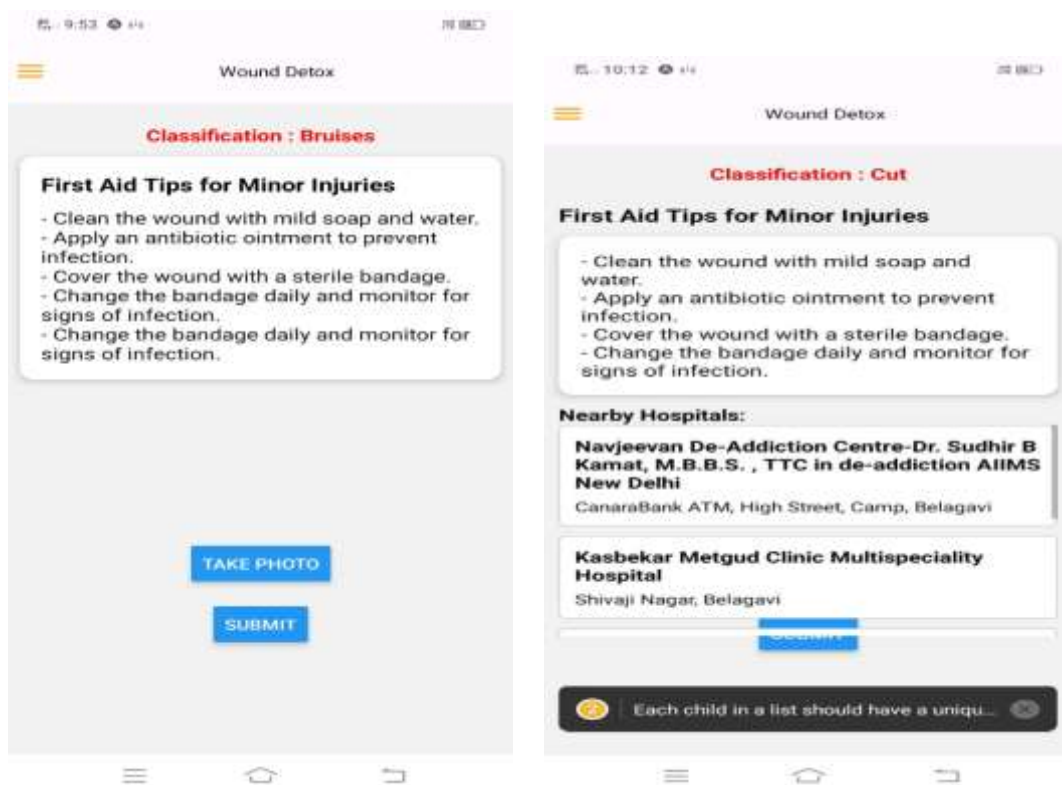 9:53
Wound Detox
Classification : Bruises
First Aid Tips for Minor Injuries
- Clean the wound with mild soap and water.
- Apply an antibiotic ointment to prevent
infection.
- Cover the wound with a sterile bandage.
- Change the bandage daily and monitor for
signs of infection.
- Change the bandage daily and monitor for
signs of infection.
TAKE PHOTO
SUBMIT
10:12
Wound Detox
Classification : Cut
First Aid Tips for Minor Injuries
- Clean the wound with mild soap and
water.
- Apply an antibiotic ointment to prevent
infection.
- Cover the wound with a sterile bandage.
- Change the bandage daily and monitor for
signs of infection.
Nearby Hospitals:
Navjeevan De-Addiction Centre-Dr. Sudhir B
Kamat, M.B.B.S. , TTC in de-addiction AIIMS
New Delhi
CanaraBank ATM, High Street, Camp, Belagavi
Kasbekar Metgud Clinic Multispeciality
Hospital
Shivaji Nagar, Belagavi
Each child in a list should have a uniqu...